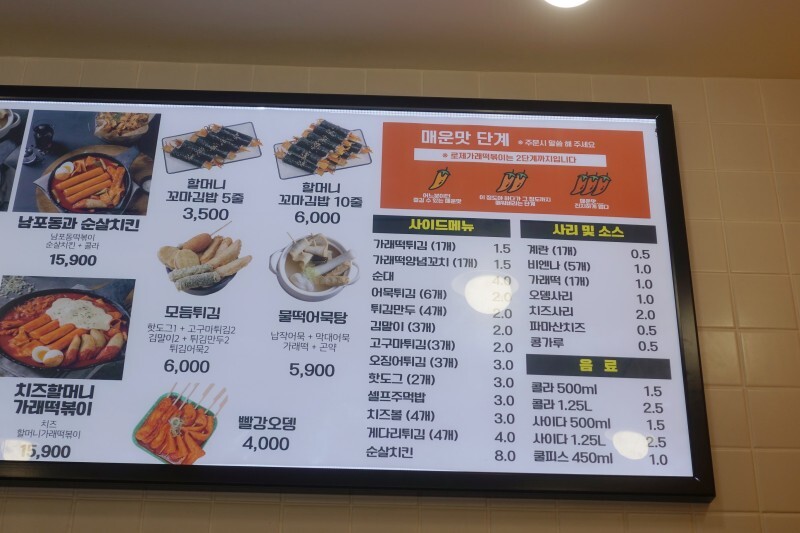 남포동과 순살치킨
남포동떡볶이
순살치킨 + 콜라
15,900
치즈할머니
가래떡볶이
치즈
할머니가래떡볶이
15,900
할머니
꼬마김밥 5줄
3,500
할머니
꼬마김밥 10줄
6,000
모듬튀김
핫도그1 + 고구마튀김2
김말이2 + 튀김만두2
튀김어묵2
6,000
물떡어묵탕
납작어묵 + 막대어묵
가래떡 + 곤약
5,900
빨강오뎅
4,000
매운맛 단계 ※ 주문시 말씀 해 주세요
※ 로제가래떡볶이는 2단계까지입니다
매운맛
사이드메뉴
가래떡튀김 (1개) 1.5
가래떡양념꼬치 (1개) 1.5
순대 4.0
어묵튀김 (6개) 2.0
튀김만두 (4개) 2.0
김말이 (3개) 2.0
고구마튀김(3개) 2.0
오징어튀김 (3개) 3.0
핫도그 (2개) 3.0
셀프주먹밥 3.0
치즈볼 (4개) 3.0
게다리튀김 (4개) 4.0
순살치킨 8.0
사리 및 소스
계란 (1개) 0.5
비엔나 (5개) 1.0
가래떡 (1개) 1.0
오뎅사리 1.0
치즈사리 2.0
파마산치즈 0.5
콩가루 0.5
음 료
콜라 500ml 1.5
콜라 1.25L 2.5
사이다 500ml 1.5
사이다 1.25L 2.5
쿨피스 450ml 1.0